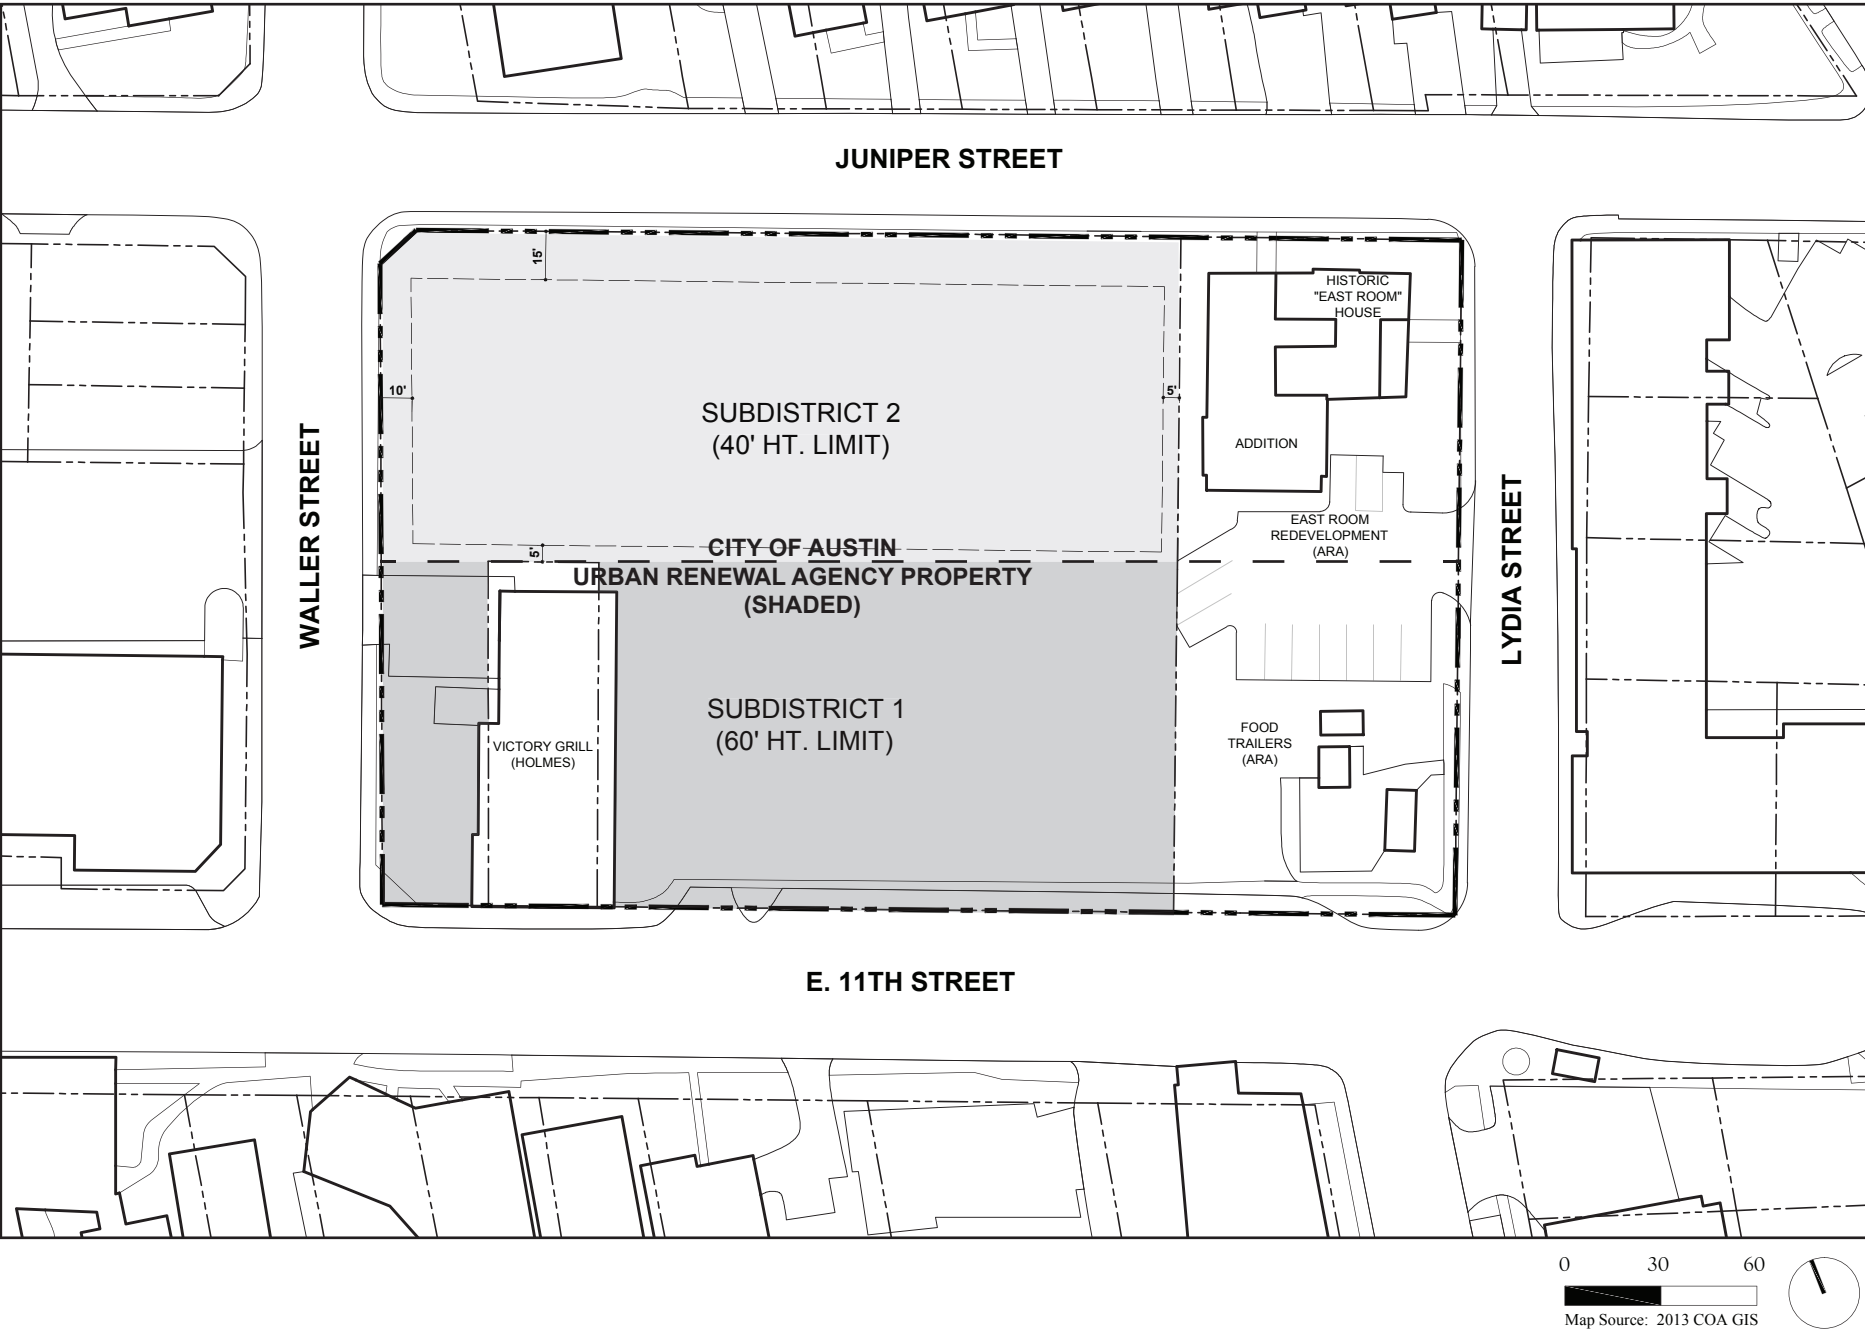 JUNIPER STREET
15'
HISTORIC
"EAST ROOM"
HOUSE
10'
5'
SUBDISTRICT 2
(40' HT. LIMIT)
ADDITION
WALLER STREET
LYDIA STREET
EAST ROOM
REDEVELOPMENT
(ARA)
5'
CITY OF AUSTIN
URBAN RENEWAL AGENCY PROPERTY
(SHADED)
SUBDISTRICT 1
(60' HT. LIMIT)
VICTORY GRILL
(HOLMES)
FOOD
TRAILERS
(ARA)
E. 11TH STREET
0 30 60
Map Source: 2013 COA GIS